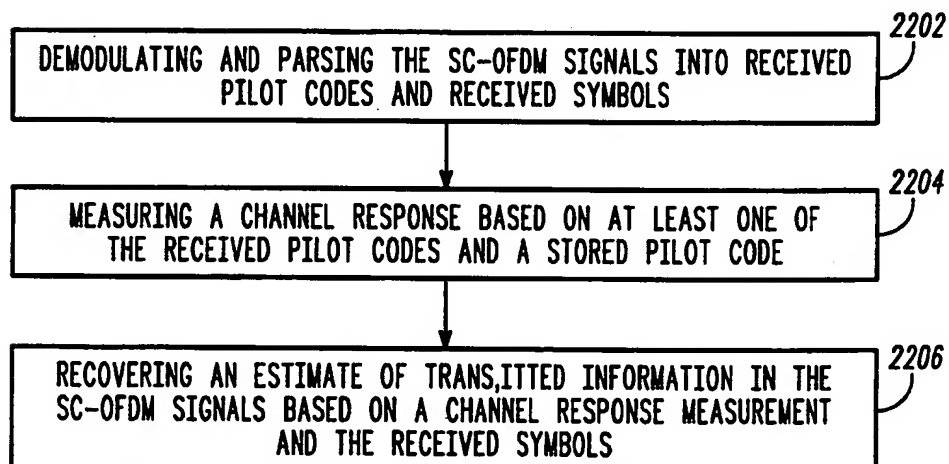 2202
DEMODULATING AND PARSING THE SC-OFDM SIGNALS INTO RECEIVED
PILOT CODES AND RECEIVED SYMBOLS
2204
MEASURING A CHANNEL RESPONSE BASED ON AT LEAST ONE OF
THE RECEIVED PILOT CODES AND A STORED PILOT CODE
2206
RECOVERING AN ESTIMATE OF TRANS,ITTED INFORMATION IN THE
SC-OFDM SIGNALS BASED ON A CHANNEL RESPONSE MEASUREMENT
AND THE RECEIVED SYMBOLS